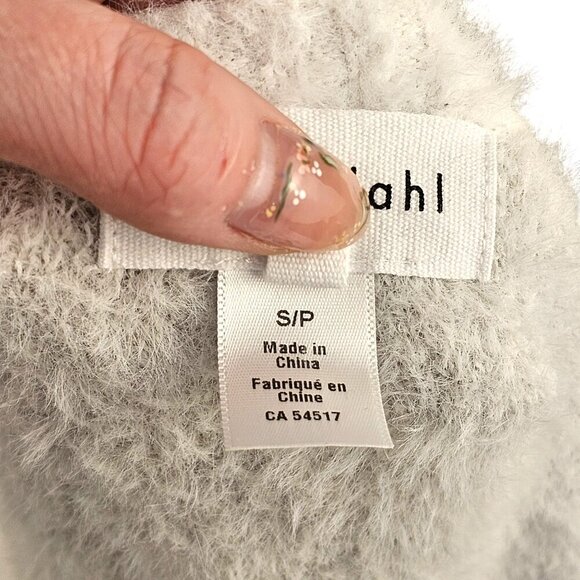 ahl
S/P
Made in
China
Fabriqué en
Chine
CA 54517